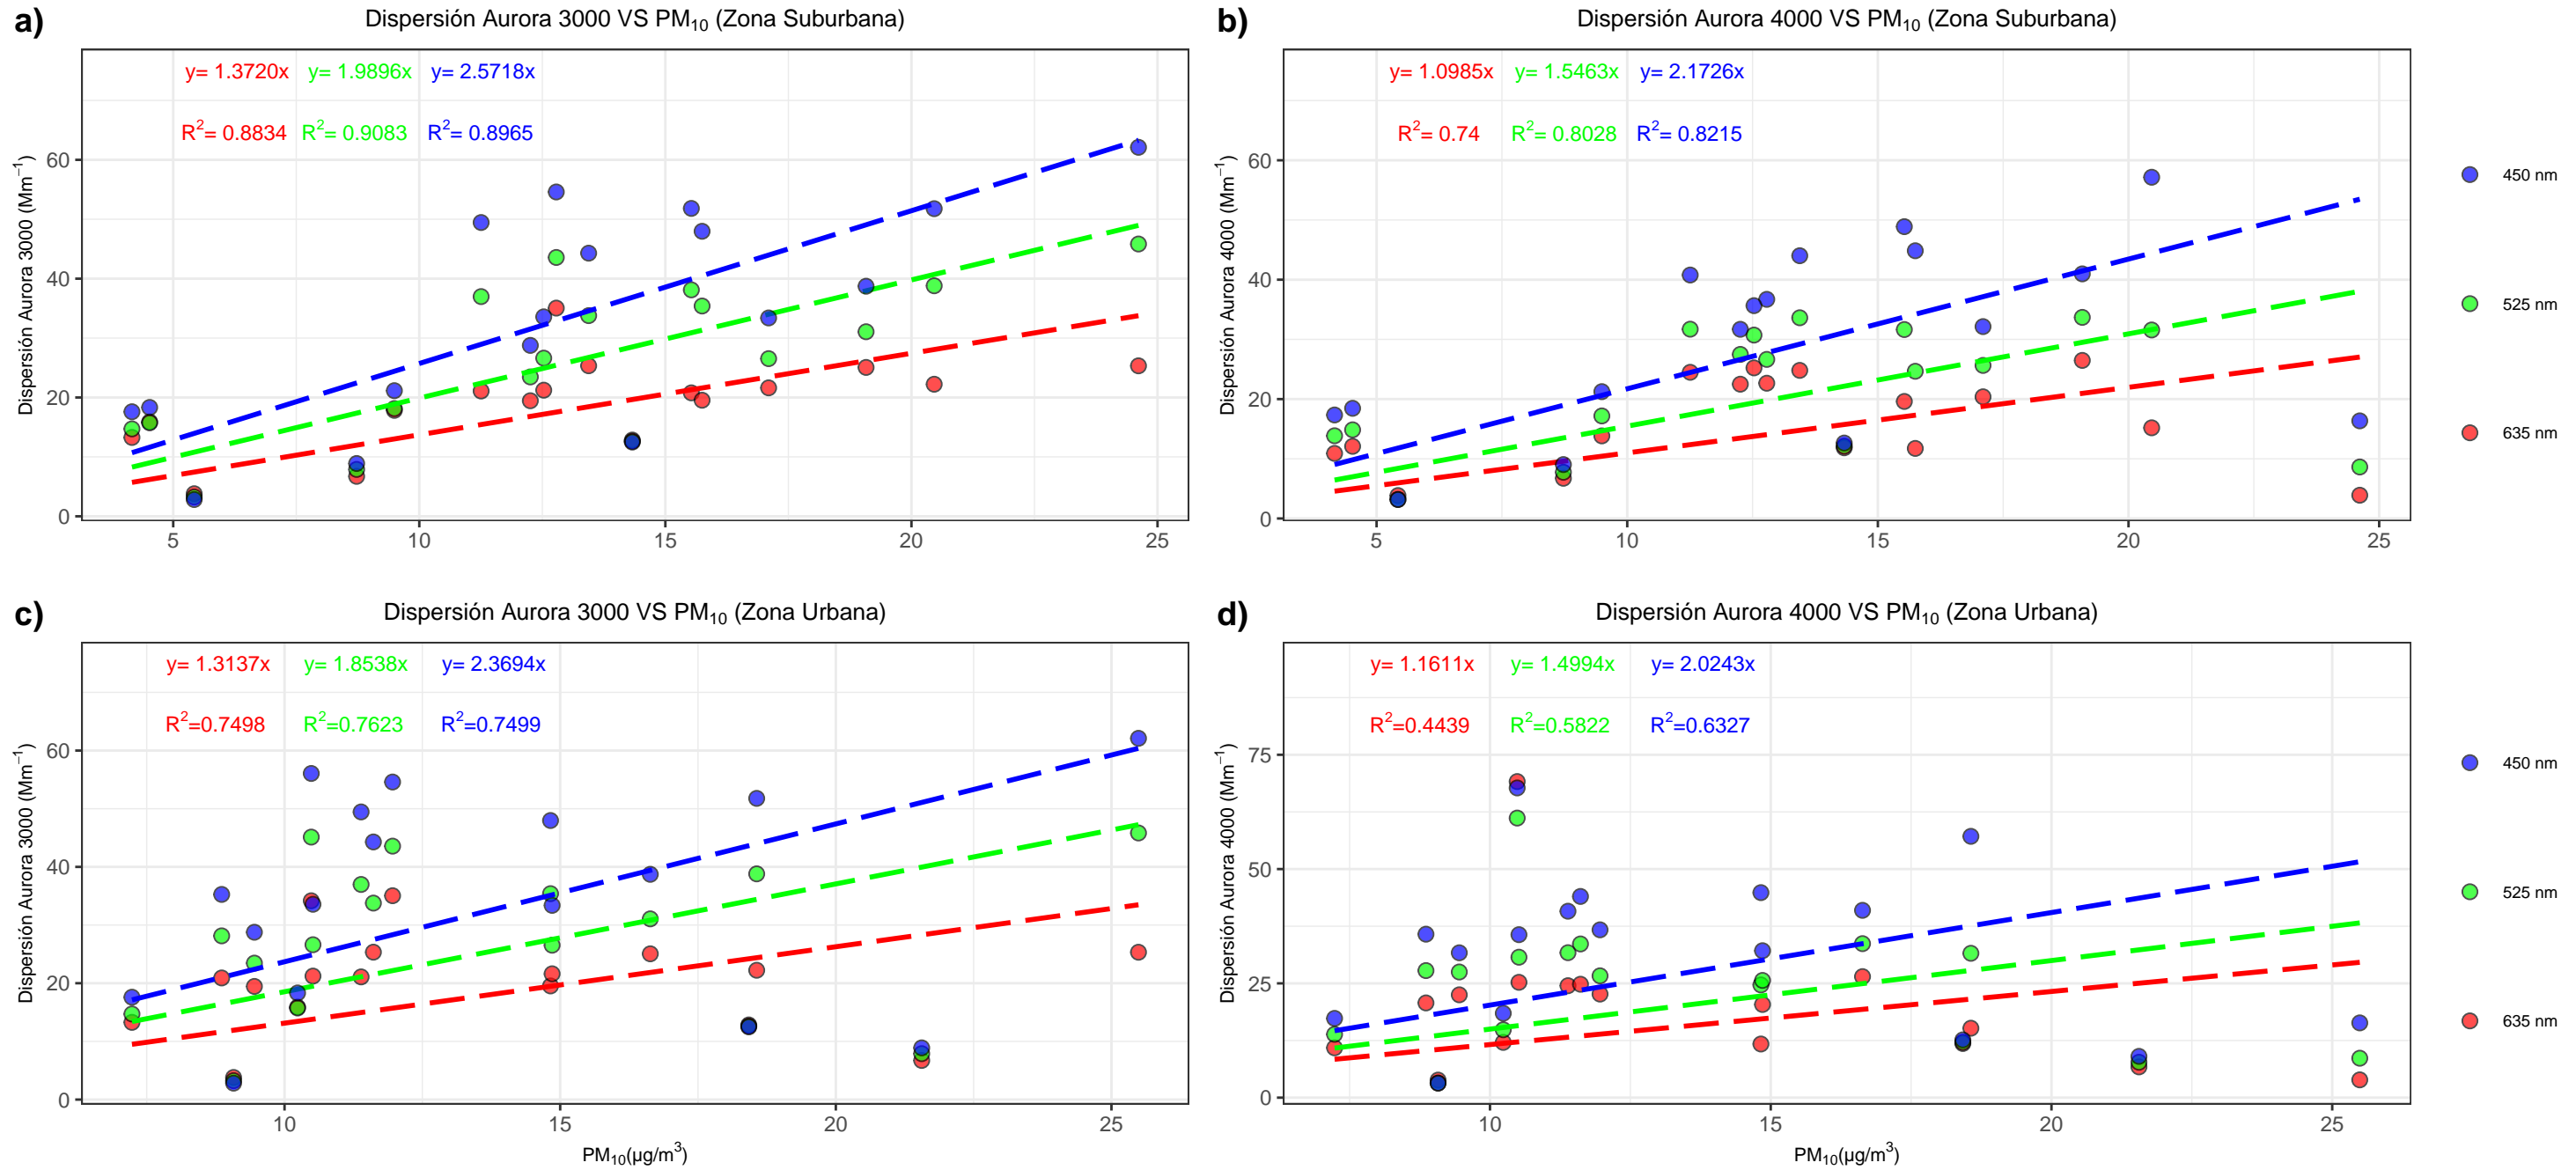 a)
Dispersión Aurora 3000 VS PM₁₀ (Zona Suburbana)
y= 1.3720x y= 1.9896x y= 2.5718x
R²= 0.8834 R²= 0.9083 R²= 0.8965
Dispersión Aurora 3000 (Mm⁻¹)
60
40
20
0
5 10 15 20 25
b)
Dispersión Aurora 4000 VS PM₁₀ (Zona Suburbana)
y= 1.0985x y= 1.5463x y= 2.1726x
R²= 0.74 R²= 0.8028 R²= 0.8215
Dispersión Aurora 4000 (Mm⁻¹)
60
40
20
0
5 10 15 20 25
450 nm
525 nm
635 nm
c)
Dispersión Aurora 3000 VS PM₁₀ (Zona Urbana)
y= 1.3137x y= 1.8538x y= 2.3694x
R²=0.7498 R²=0.7623 R²=0.7499
Dispersión Aurora 3000 (Mm⁻¹)
60
40
20
0
10 15 20 25
PM₁₀(µg/m³)
d)
Dispersión Aurora 4000 VS PM₁₀ (Zona Urbana)
y= 1.1611x y= 1.4994x y= 2.0243x
R²=0.4439 R²=0.5822 R²=0.6327
Dispersión Aurora 4000 (Mm⁻¹)
75
50
25
0
10 15 20 25
PM₁₀(µg/m³)
450 nm
525 nm
635 nm